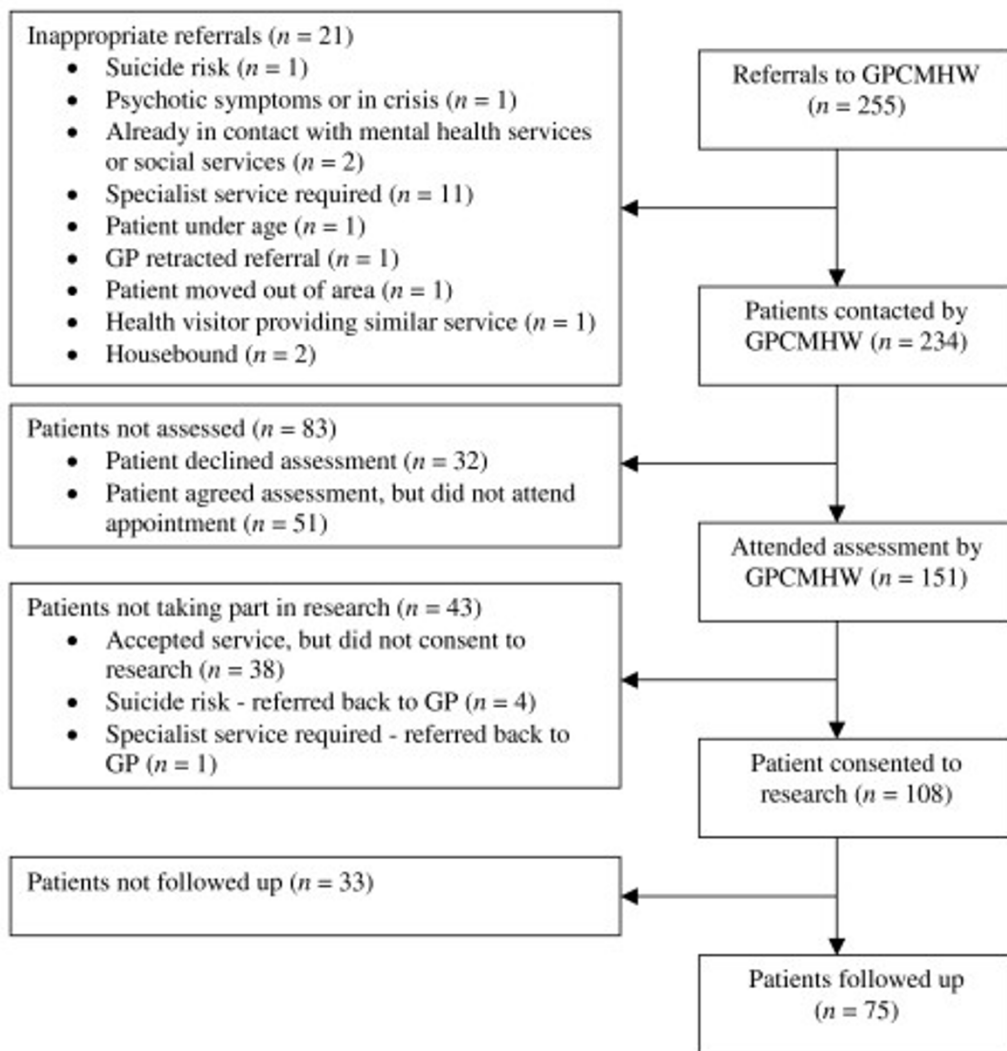 Inappropriate referrals (n = 21)
• Suicide risk (n = 1)
• Psychotic symptoms or in crisis (n = 1)
• Already in contact with mental health services
or social services (n = 2)
• Specialist service required (n = 11)
• Patient under age (n = 1)
• GP retracted referral (n = 1)
• Patient moved out of area (n = 1)
• Health visitor providing similar service (n = 1)
• Housebound (n = 2)
Referrals to GPCMHW
(n = 255)
Patients contacted by
GPCMHW (n = 234)
Patients not assessed (n = 83)
• Patient declined assessment (n = 32)
• Patient agreed assessment, but did not attend
appointment (n = 51)
Attended assessment by
GPCMHW (n = 151)
Patients not taking part in research (n = 43)
• Accepted service, but did not consent to
research (n = 38)
• Suicide risk - referred back to GP (n = 4)
• Specialist service required - referred back to
GP (n = 1)
Patient consented to
research (n = 108)
Patients not followed up (n = 33)
Patients followed up
(n = 75)